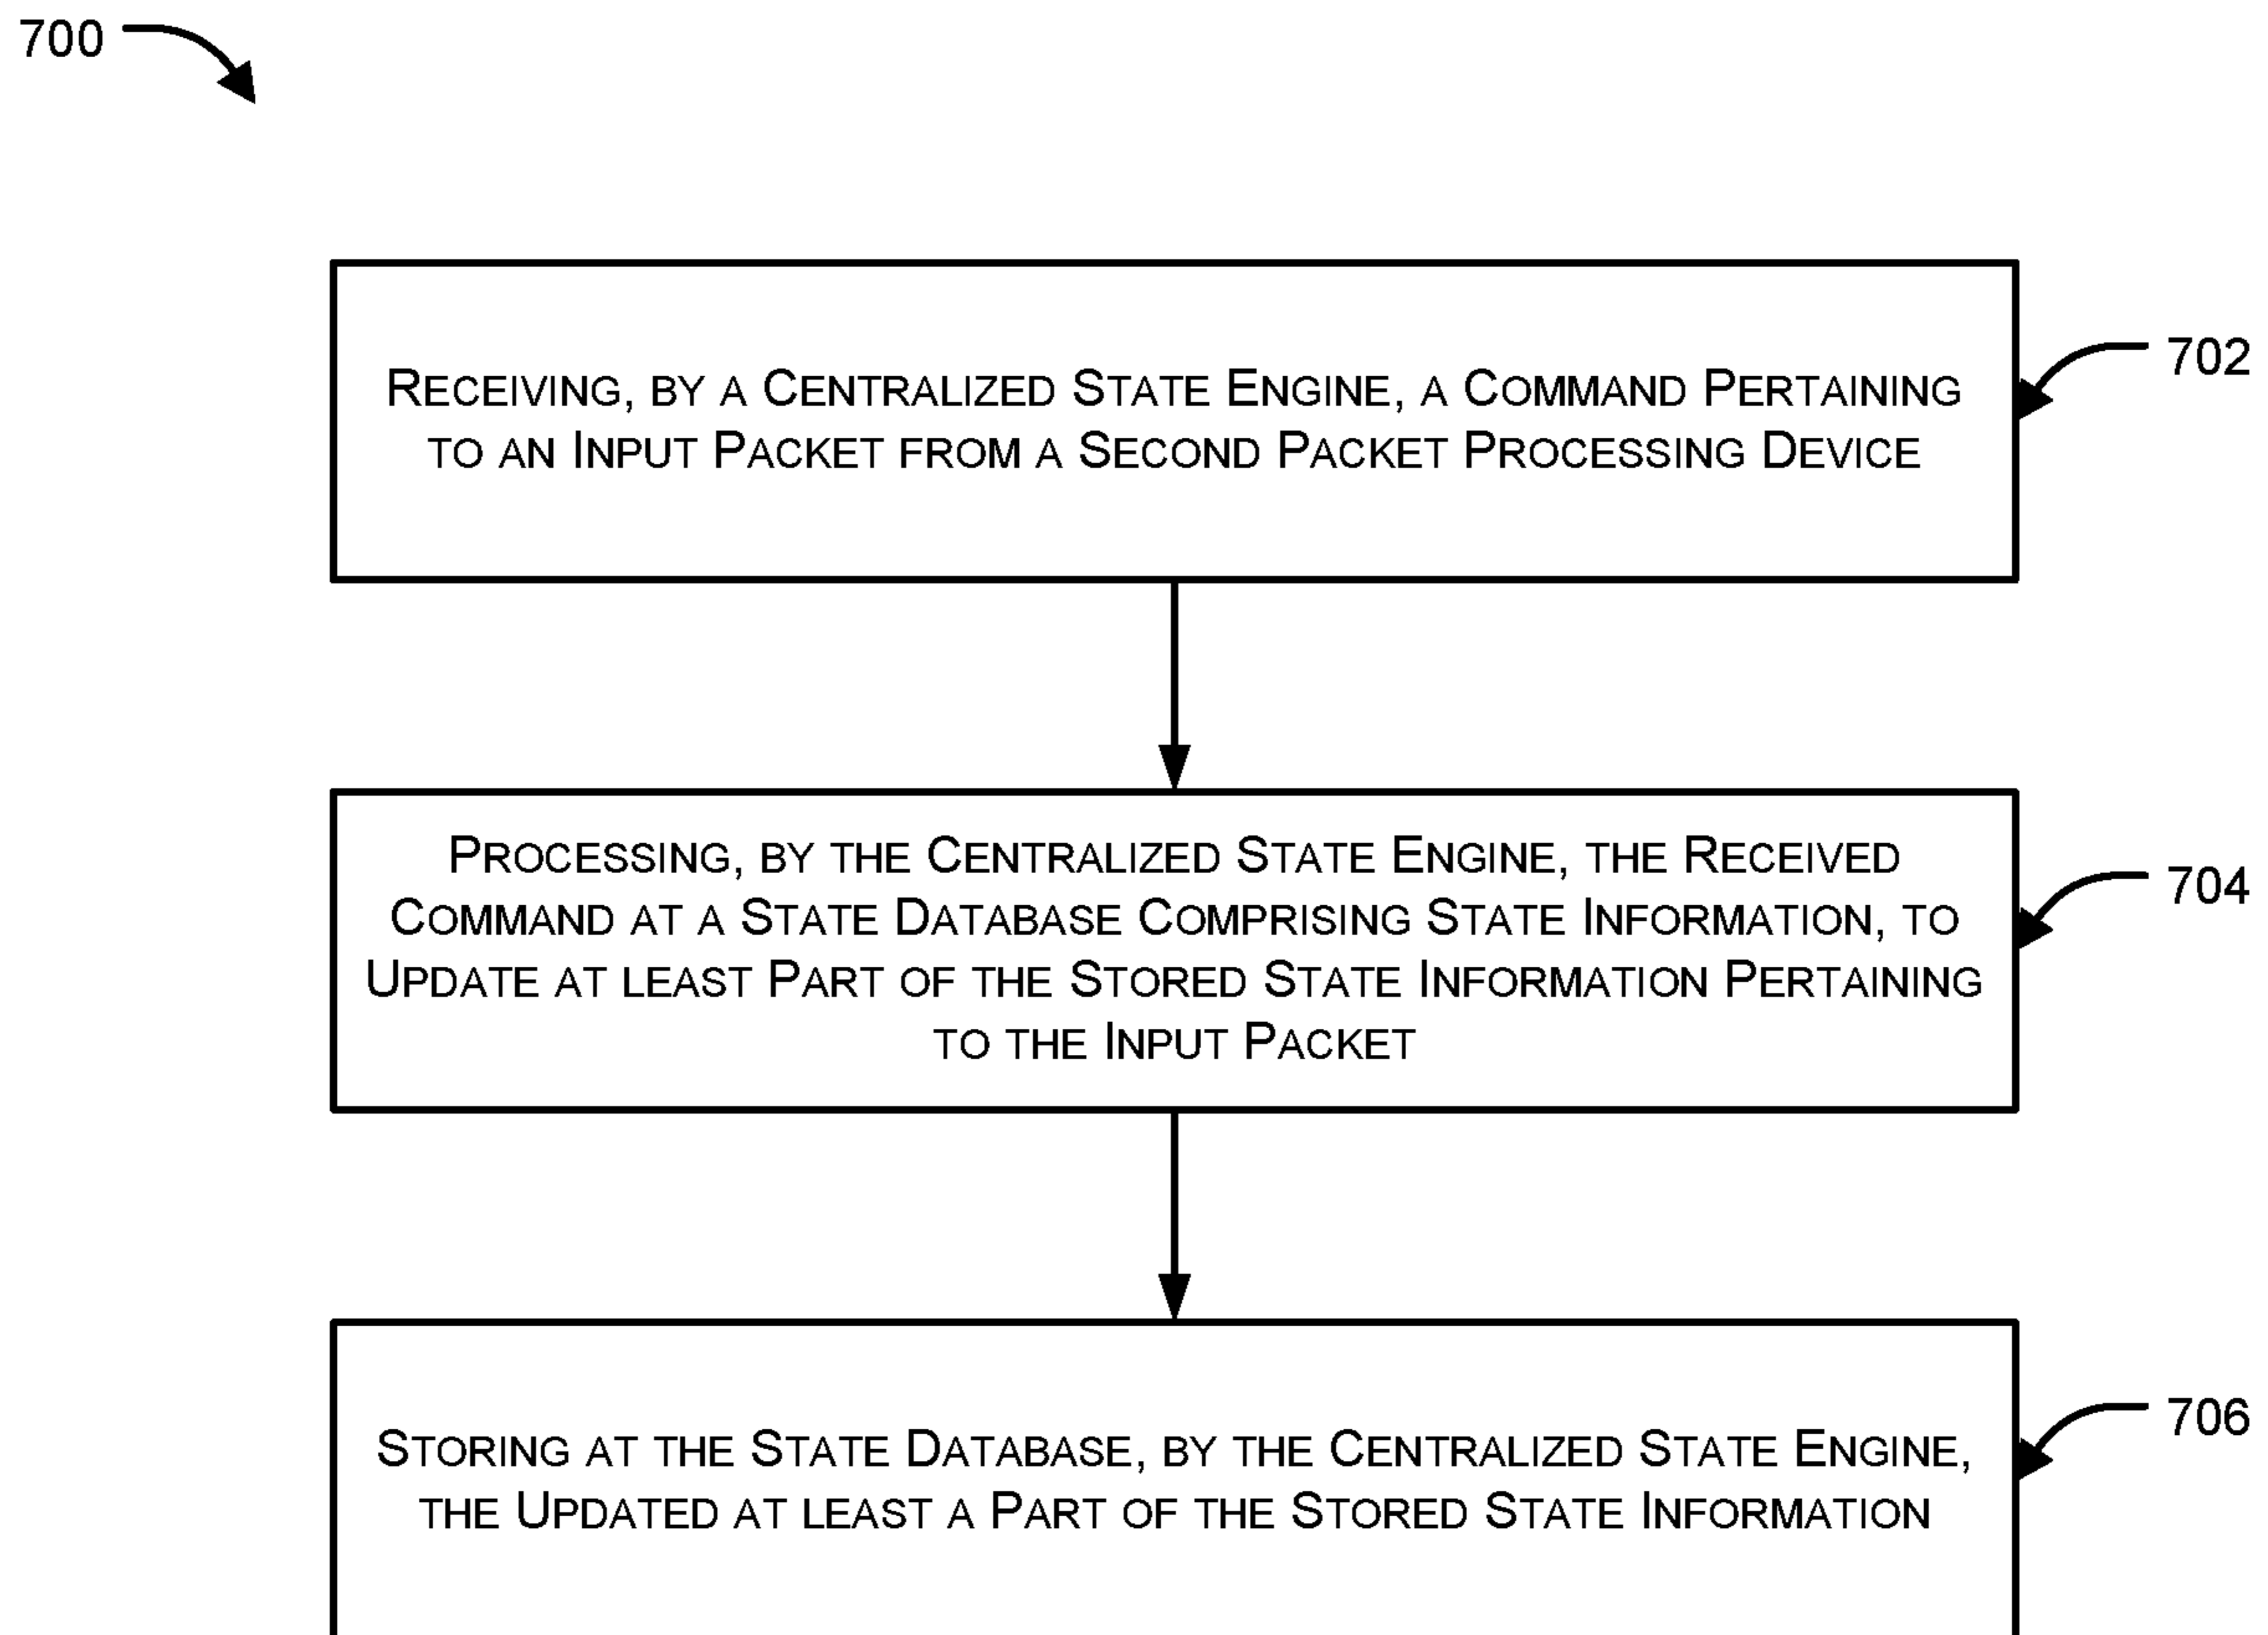 700
Receiving, by a Centralized State Engine, a Command Pertaining
702
to an Input Packet from a Second Packet Processing Device
Processing, by the Centralized State Engine, the Received
704
Command at a State Database Comprising State Information, to
Update at least Part of the Stored State Information Pertaining
to the Input Packet
Storing at the State Database, by the Centralized State Engine,
706
the Updated at least a Part of the Stored State Information